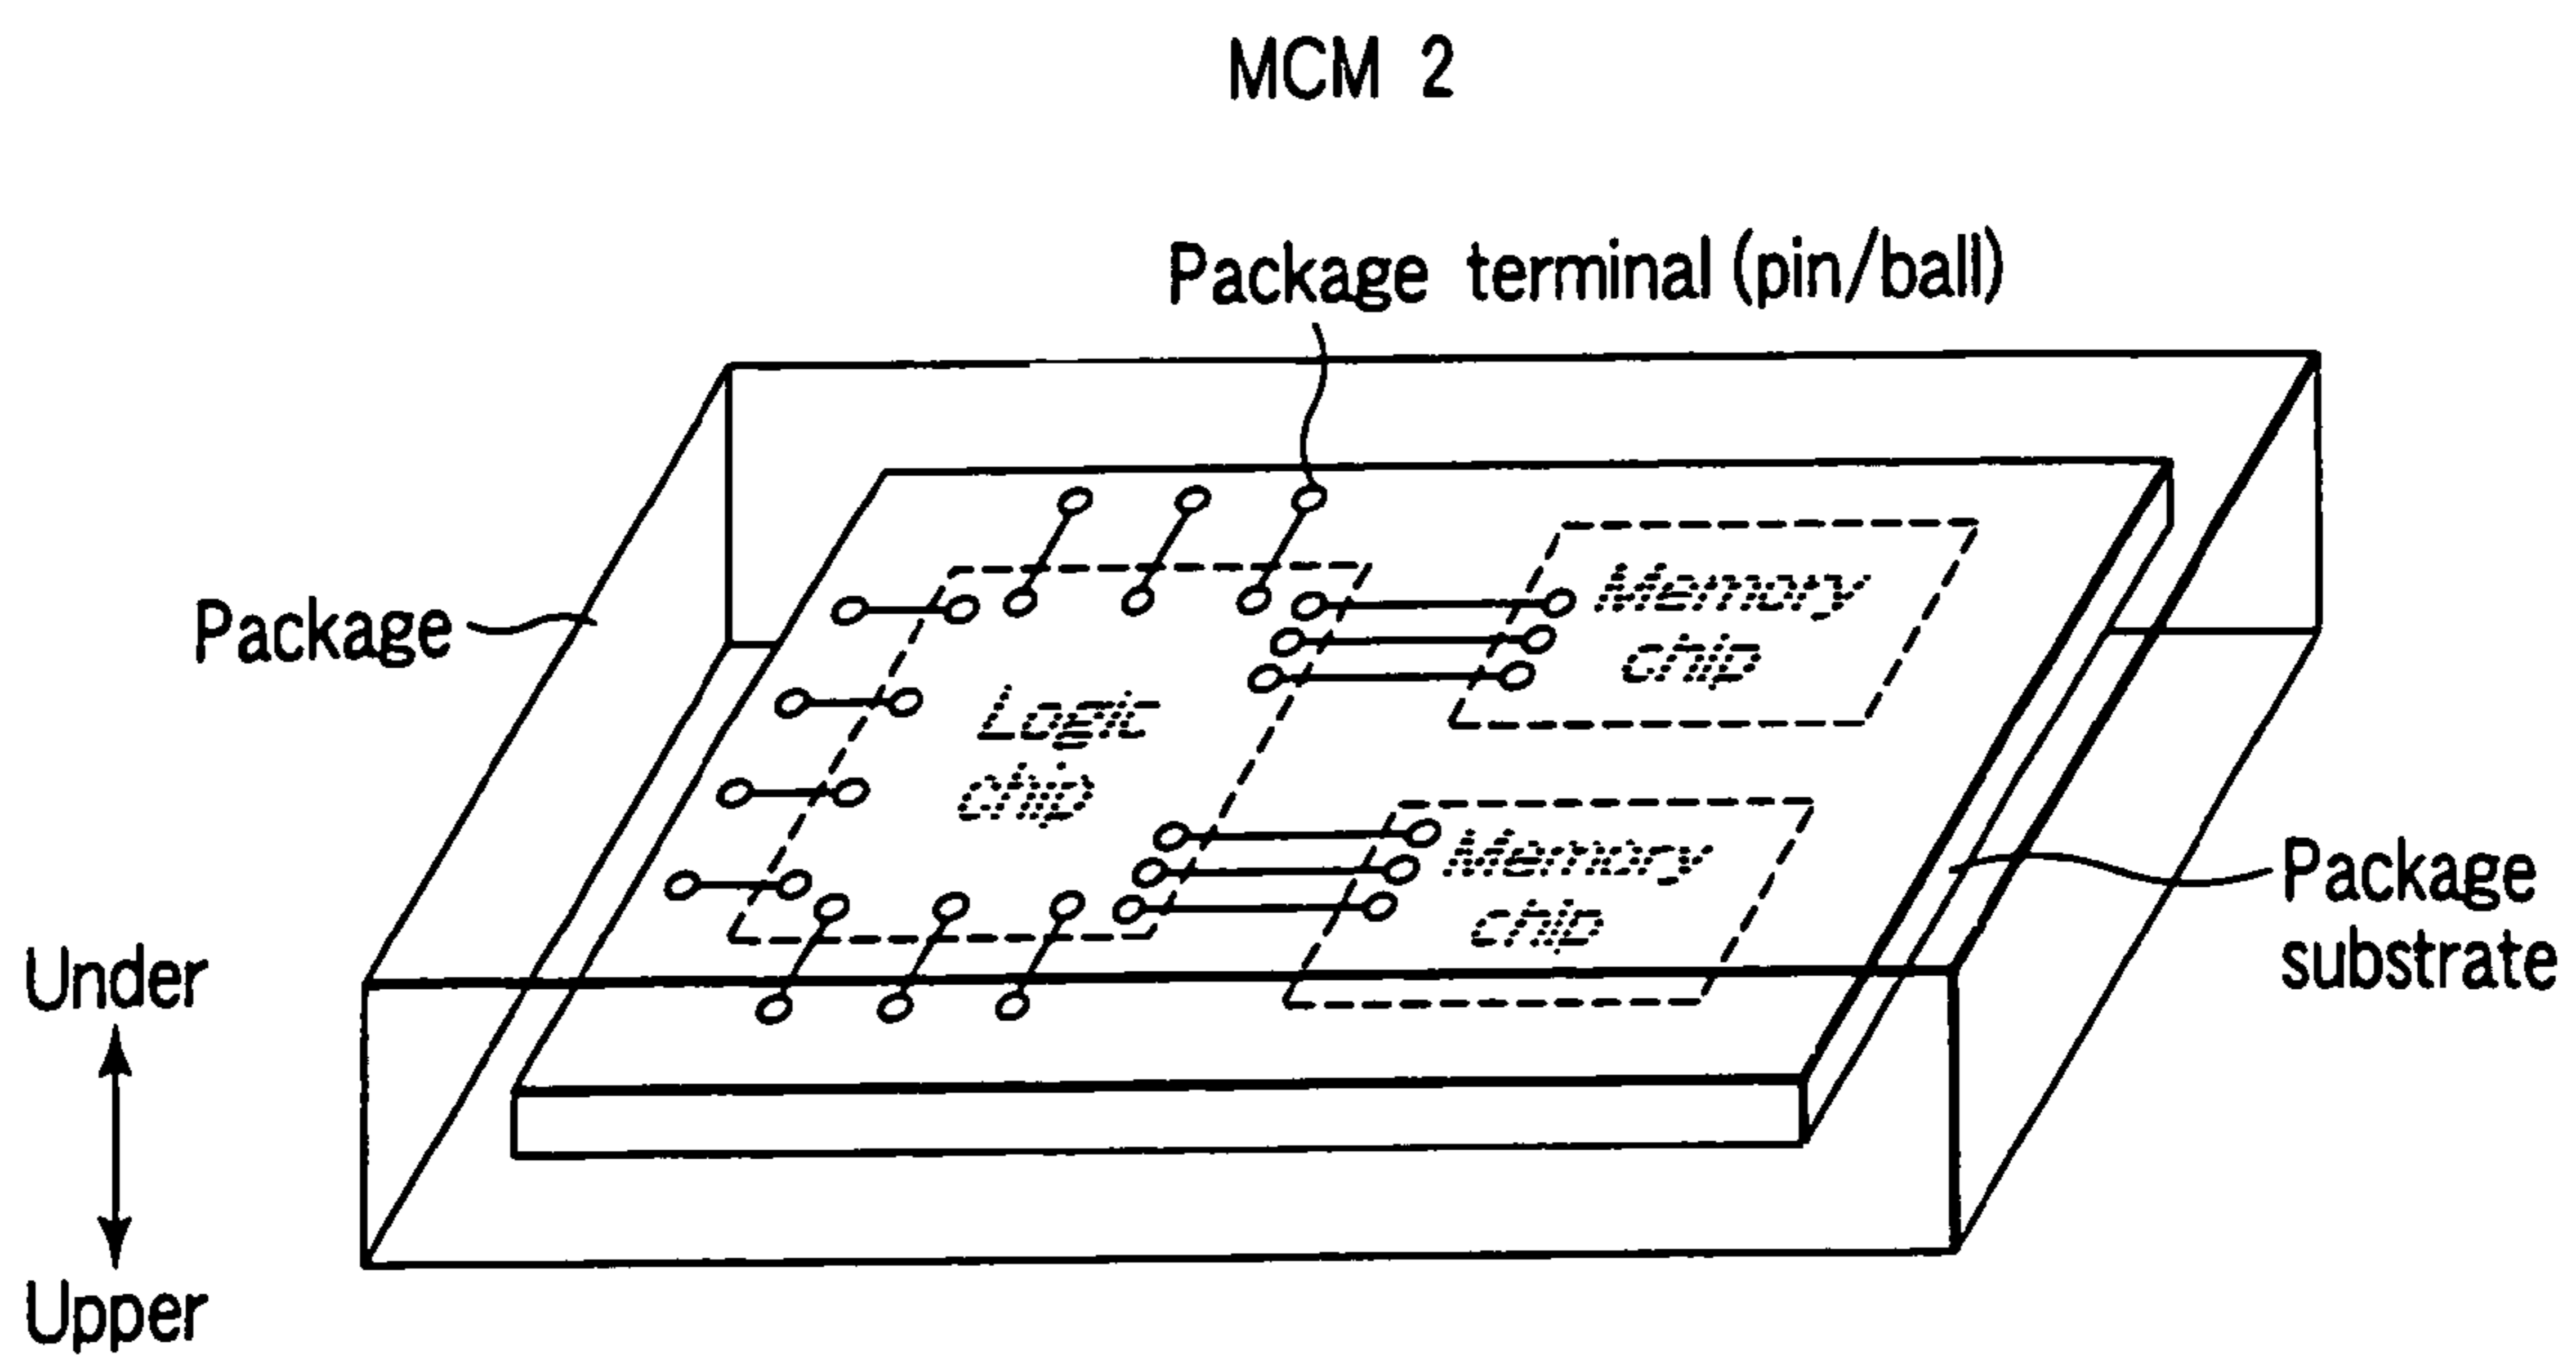 MCM 2
Package terminal (pin/ball)
Package
Memory
chip
Logic
chip
Memory
chip
Package
substrate
Under
Upper